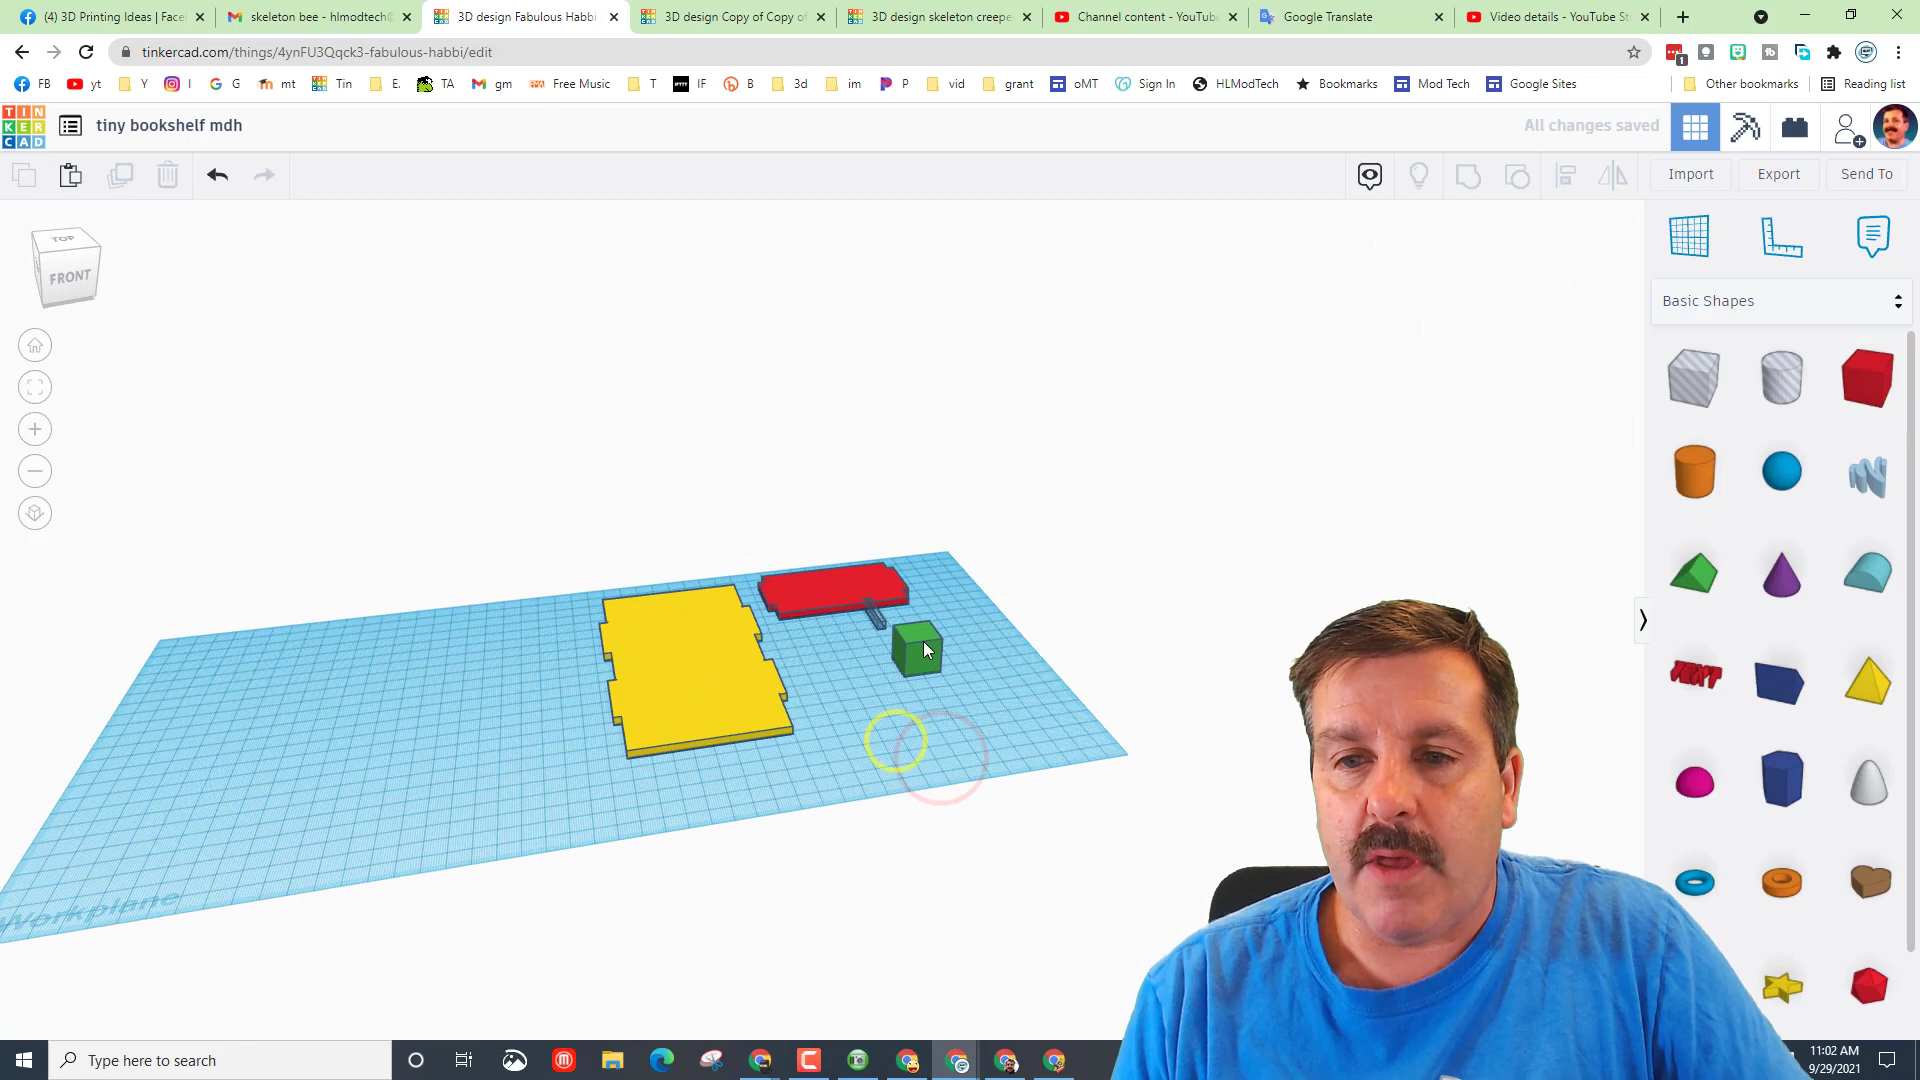 (4) 3D Printing Ideas | Face
skeleton bee - hlmodtech@
3D design Fabulous Habbi
3D design Copy of Copy of
3D design skeleton creepe
Channel content - YouTube
Google Translate
Video details - YouTube St
tinkercad.com/things/4ynFU3Qqck3-fabulous-habbi/edit
FB yt Y I G mt Tin E. TA gm Free Music T IF B 3d im P vid grant oMT Sign In HLModTech Bookmarks Mod Tech Google Sites Other bookmarks Reading list
TINKERCAD
tiny bookshelf mdh
All changes saved
Import Export Send To
TOP
FRONT
Basic Shapes
TEXT
Workplane
Type here to search
11:02 AM
9/29/2021